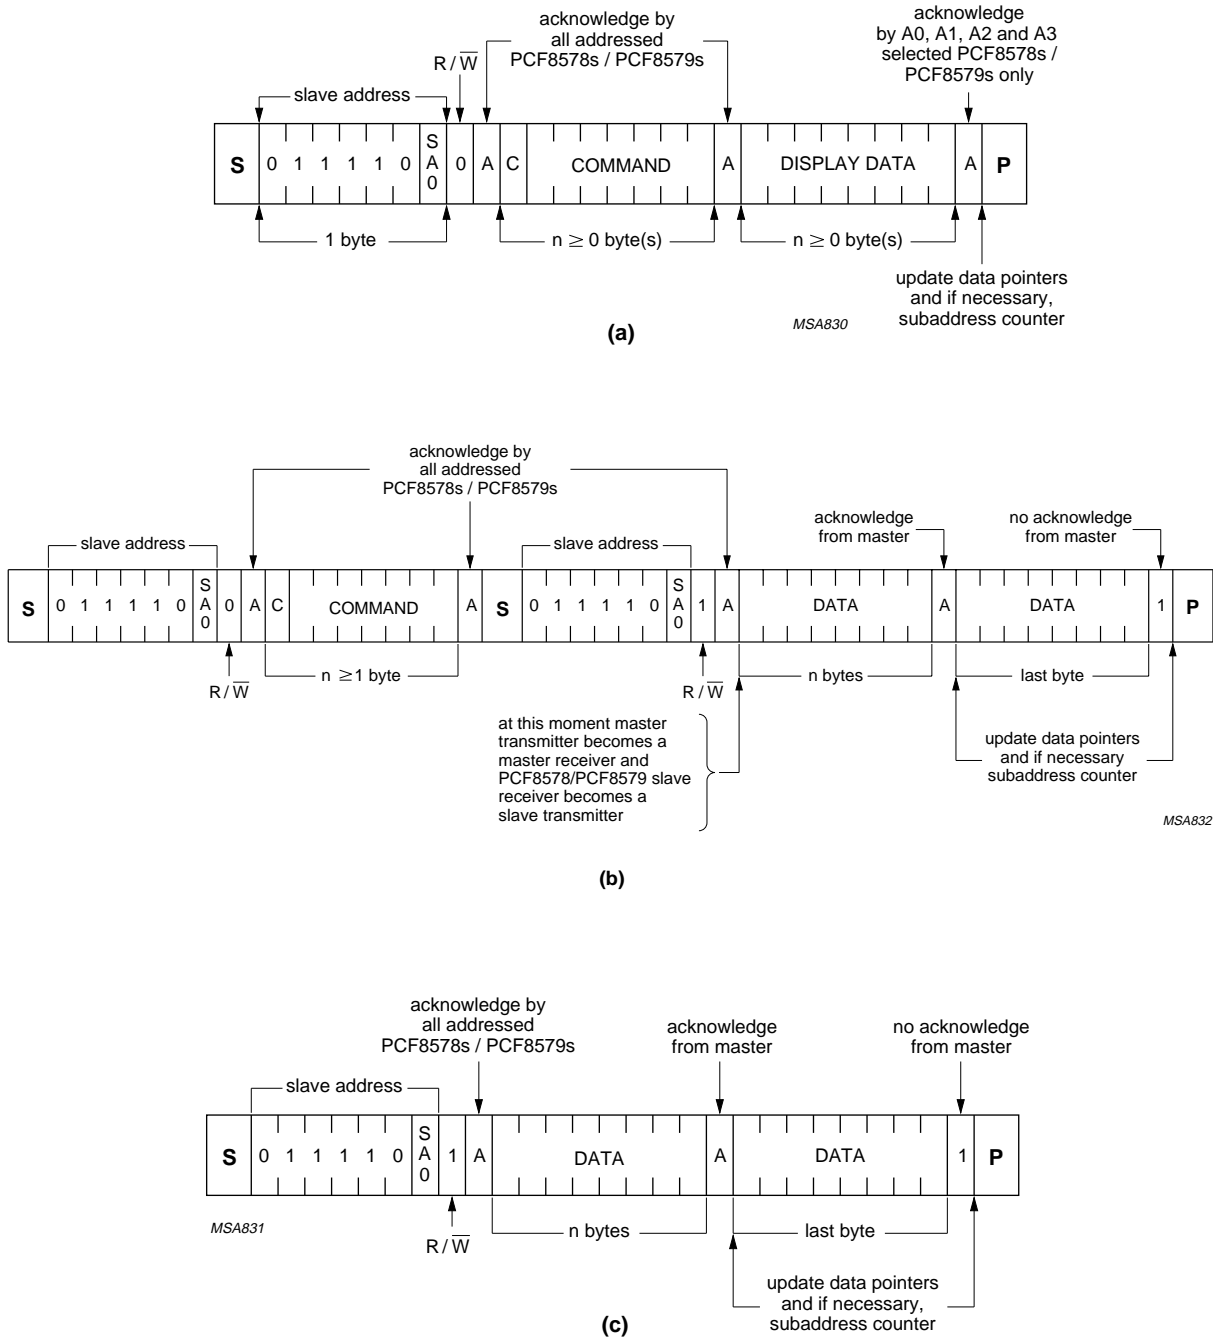 acknowledge by
all addressed
PCF8578s / PCF8579s
acknowledge
by A0, A1, A2 and A3
selected PCF8578s /
PCF8579s only
R / W
slave address
S 0 1 1 1 1 0 SA0 0 A C COMMAND A DISPLAY DATA A P
1 byte
n ≥ 0 byte(s)
n ≥ 0 byte(s)
update data pointers
and if necessary,
subaddress counter
MSA830
(a)
acknowledge by
all addressed
PCF8578s / PCF8579s
acknowledge
from master
no acknowledge
from master
slave address
slave address
S 0 1 1 1 1 0 SA0 0 A C COMMAND A S 0 1 1 1 1 0 SA0 1 A DATA A DATA 1 P
R / W
n ≥ 1 byte
R / W
n bytes
last byte
at this moment master
transmitter becomes a
master receiver and
PCF8578/PCF8579 slave
receiver becomes a
slave transmitter
update data pointers
and if necessary
subaddress counter
MSA832
(b)
acknowledge by
all addressed
PCF8578s / PCF8579s
acknowledge
from master
no acknowledge
from master
slave address
S 0 1 1 1 1 0 SA0 1 A DATA A DATA 1 P
MSA831
R / W
n bytes
last byte
update data pointers
and if necessary,
subaddress counter
(c)